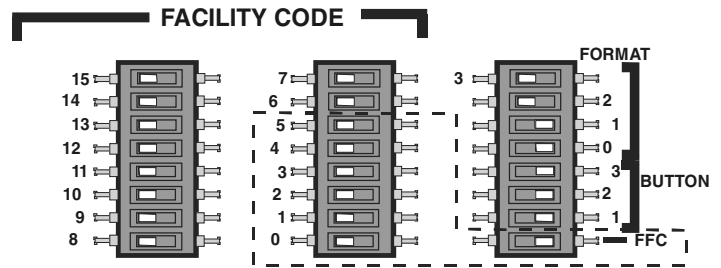 FACILITY CODE
FORMAT
15 7 3
14 6 2
13 5 1
12 4 0
11 3 3
BUTTON
10 2 2
9 1 1
8 0 FFC